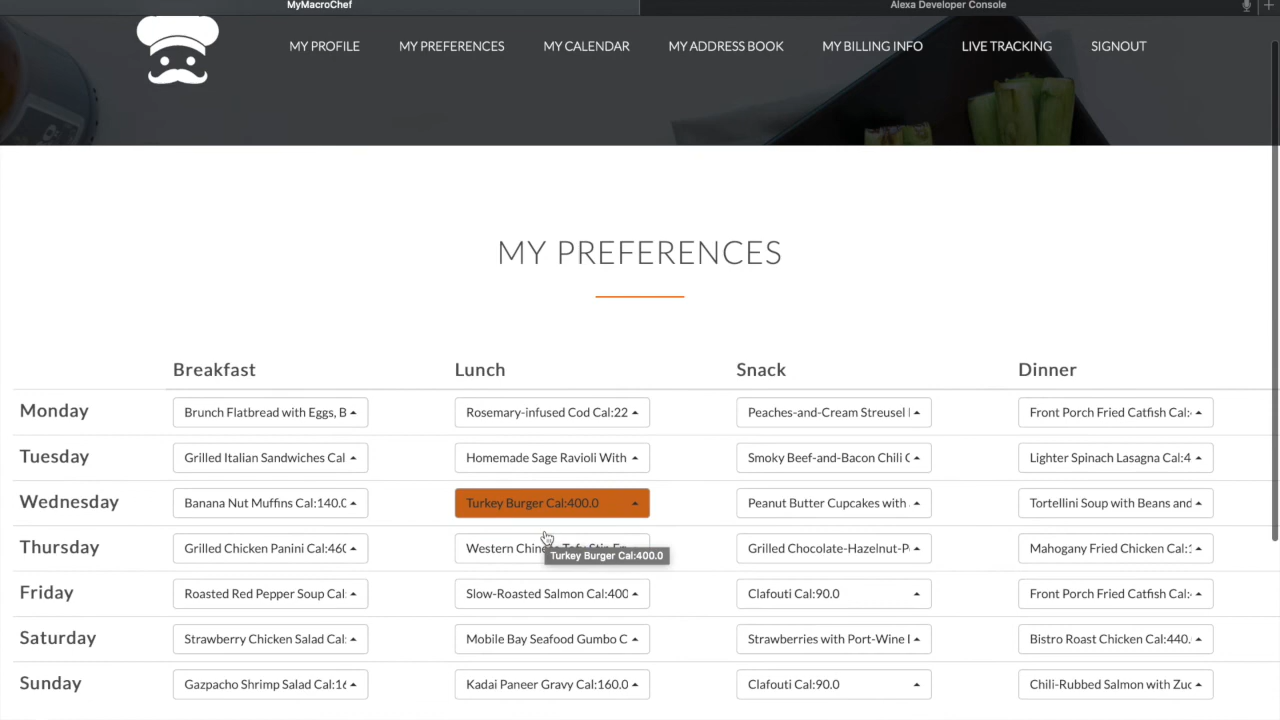 MyMacroChef Alexa Developer Console
MY PROFILE MY PREFERENCES MY CALENDAR MY ADDRESS BOOK MY BILLING INFO LIVE TRACKING SIGNOUT
MY PREFERENCES
Breakfast Lunch Snack Dinner
Monday Brunch Flatbread with Eggs, B Rosemary-infused Cod Cal:22 Peaches-and-Cream Streusel Front Porch Fried Catfish Cal:
Tuesday Grilled Italian Sandwiches Cal Homemade Sage Ravioli With Smoky Beef-and-Bacon Chili Lighter Spinach Lasagna Cal:4
Wednesday Banana Nut Muffins Cal:140. Turkey Burger Cal:400.0 Peanut Butter Cupcakes with Tortellini Soup with Beans and
Thursday Grilled Chicken Panini Cal:46 Western Grilled Chocolate-Hazelnut-P Mahogany Fried Chicken Cal:
Turkey Burger Cal:400.0
Friday Roasted Red Pepper Soup Cal: Slow-Roasted Salmon Cal:400 Clafouti Cal:90.0 Front Porch Fried Catfish Cal:
Saturday Strawberry Chicken Salad Cal: Mobile Bay Seafood Gumbo C Strawberries with Port-Wine Bistro Roast Chicken Cal:440.
Sunday Gazpacho Shrimp Salad Cal:1 Kadai Paneer Gravy Cal:160.0 Clafouti Cal:90.0 Chili-Rubbed Salmon with Zuc